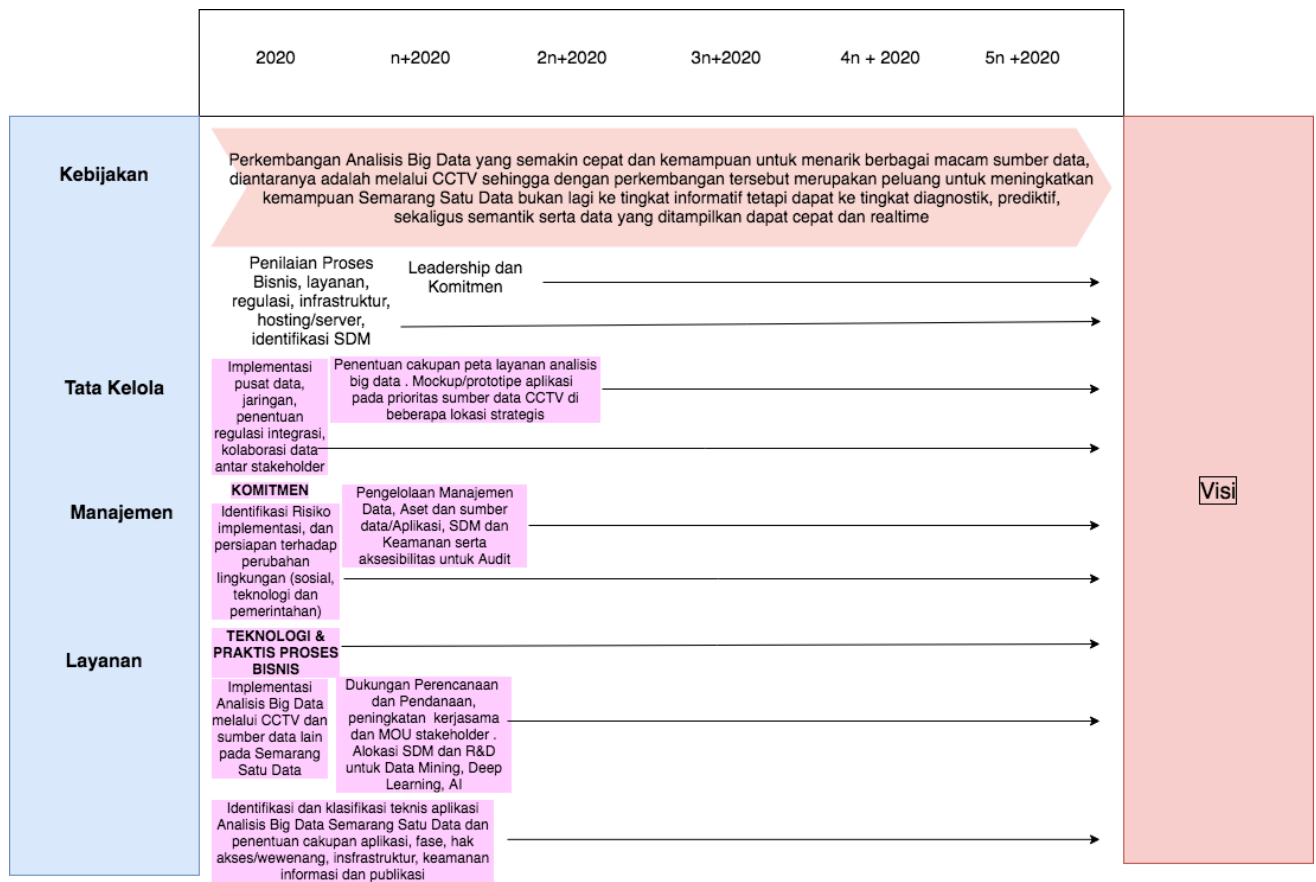 2020
n+2020
2n+2020
3n+2020
4n + 2020
5n +2020
Kebijakan
Perkembangan Analisis Big Data yang semakin cepat dan kemampuan untuk menarik berbagai macam sumber data,
diantaranya adalah melalui CCTV sehingga dengan perkembangan tersebut merupakan peluang untuk meningkatkan
kemampuan Semarang Satu Data bukan lagi ke tingkat informatif tetapi dapat ke tingkat diagnostik, prediktif,
sekaligus semantik serta data yang ditampilkan dapat cepat dan realtime
Penilaian Proses
Bisnis, layanan,
regulasi, infrastruktur,
hosting/server,
identifikasi SDM
Leadership dan
Komitmen
Tata Kelola
Implementasi
pusat data,
jaringan,
penentuan
regulasi integrasi,
kolaborasi data
antar stakeholder
Penentuan cakupan peta layanan analisis
big data . Mockup/prototipe aplikasi
pada prioritas sumber data CCTV di
beberapa lokasi strategis
Manajemen
KOMITMEN
Identifikasi Risiko
implementasi, dan
persiapan terhadap
perubahan
lingkungan (sosial,
teknologi dan
pemerintahan)
Pengelolaan Manajemen
Data, Aset dan sumber
data/Aplikasi, SDM dan
Keamanan serta
aksesibilitas untuk Audit
Layanan
TEKNOLOGI &
PRAKTIS PROSES
BISNIS
Implementasi
Analisis Big Data
melalui CCTV dan
sumber data lain
pada Semarang
Satu Data
Dukungan Perencanaan
dan Pendanaan,
peningkatan kerjasama
dan MOU stakeholder .
Alokasi SDM dan R&D
untuk Data Mining, Deep
Learning, AI
Identifikasi dan klasifikasi teknis aplikasi
Analisis Big Data Semarang Satu Data dan
penentuan cakupan aplikasi, fase, hak
akses/wewenang, insfrastruktur, keamanan
informasi dan publikasi
Visi